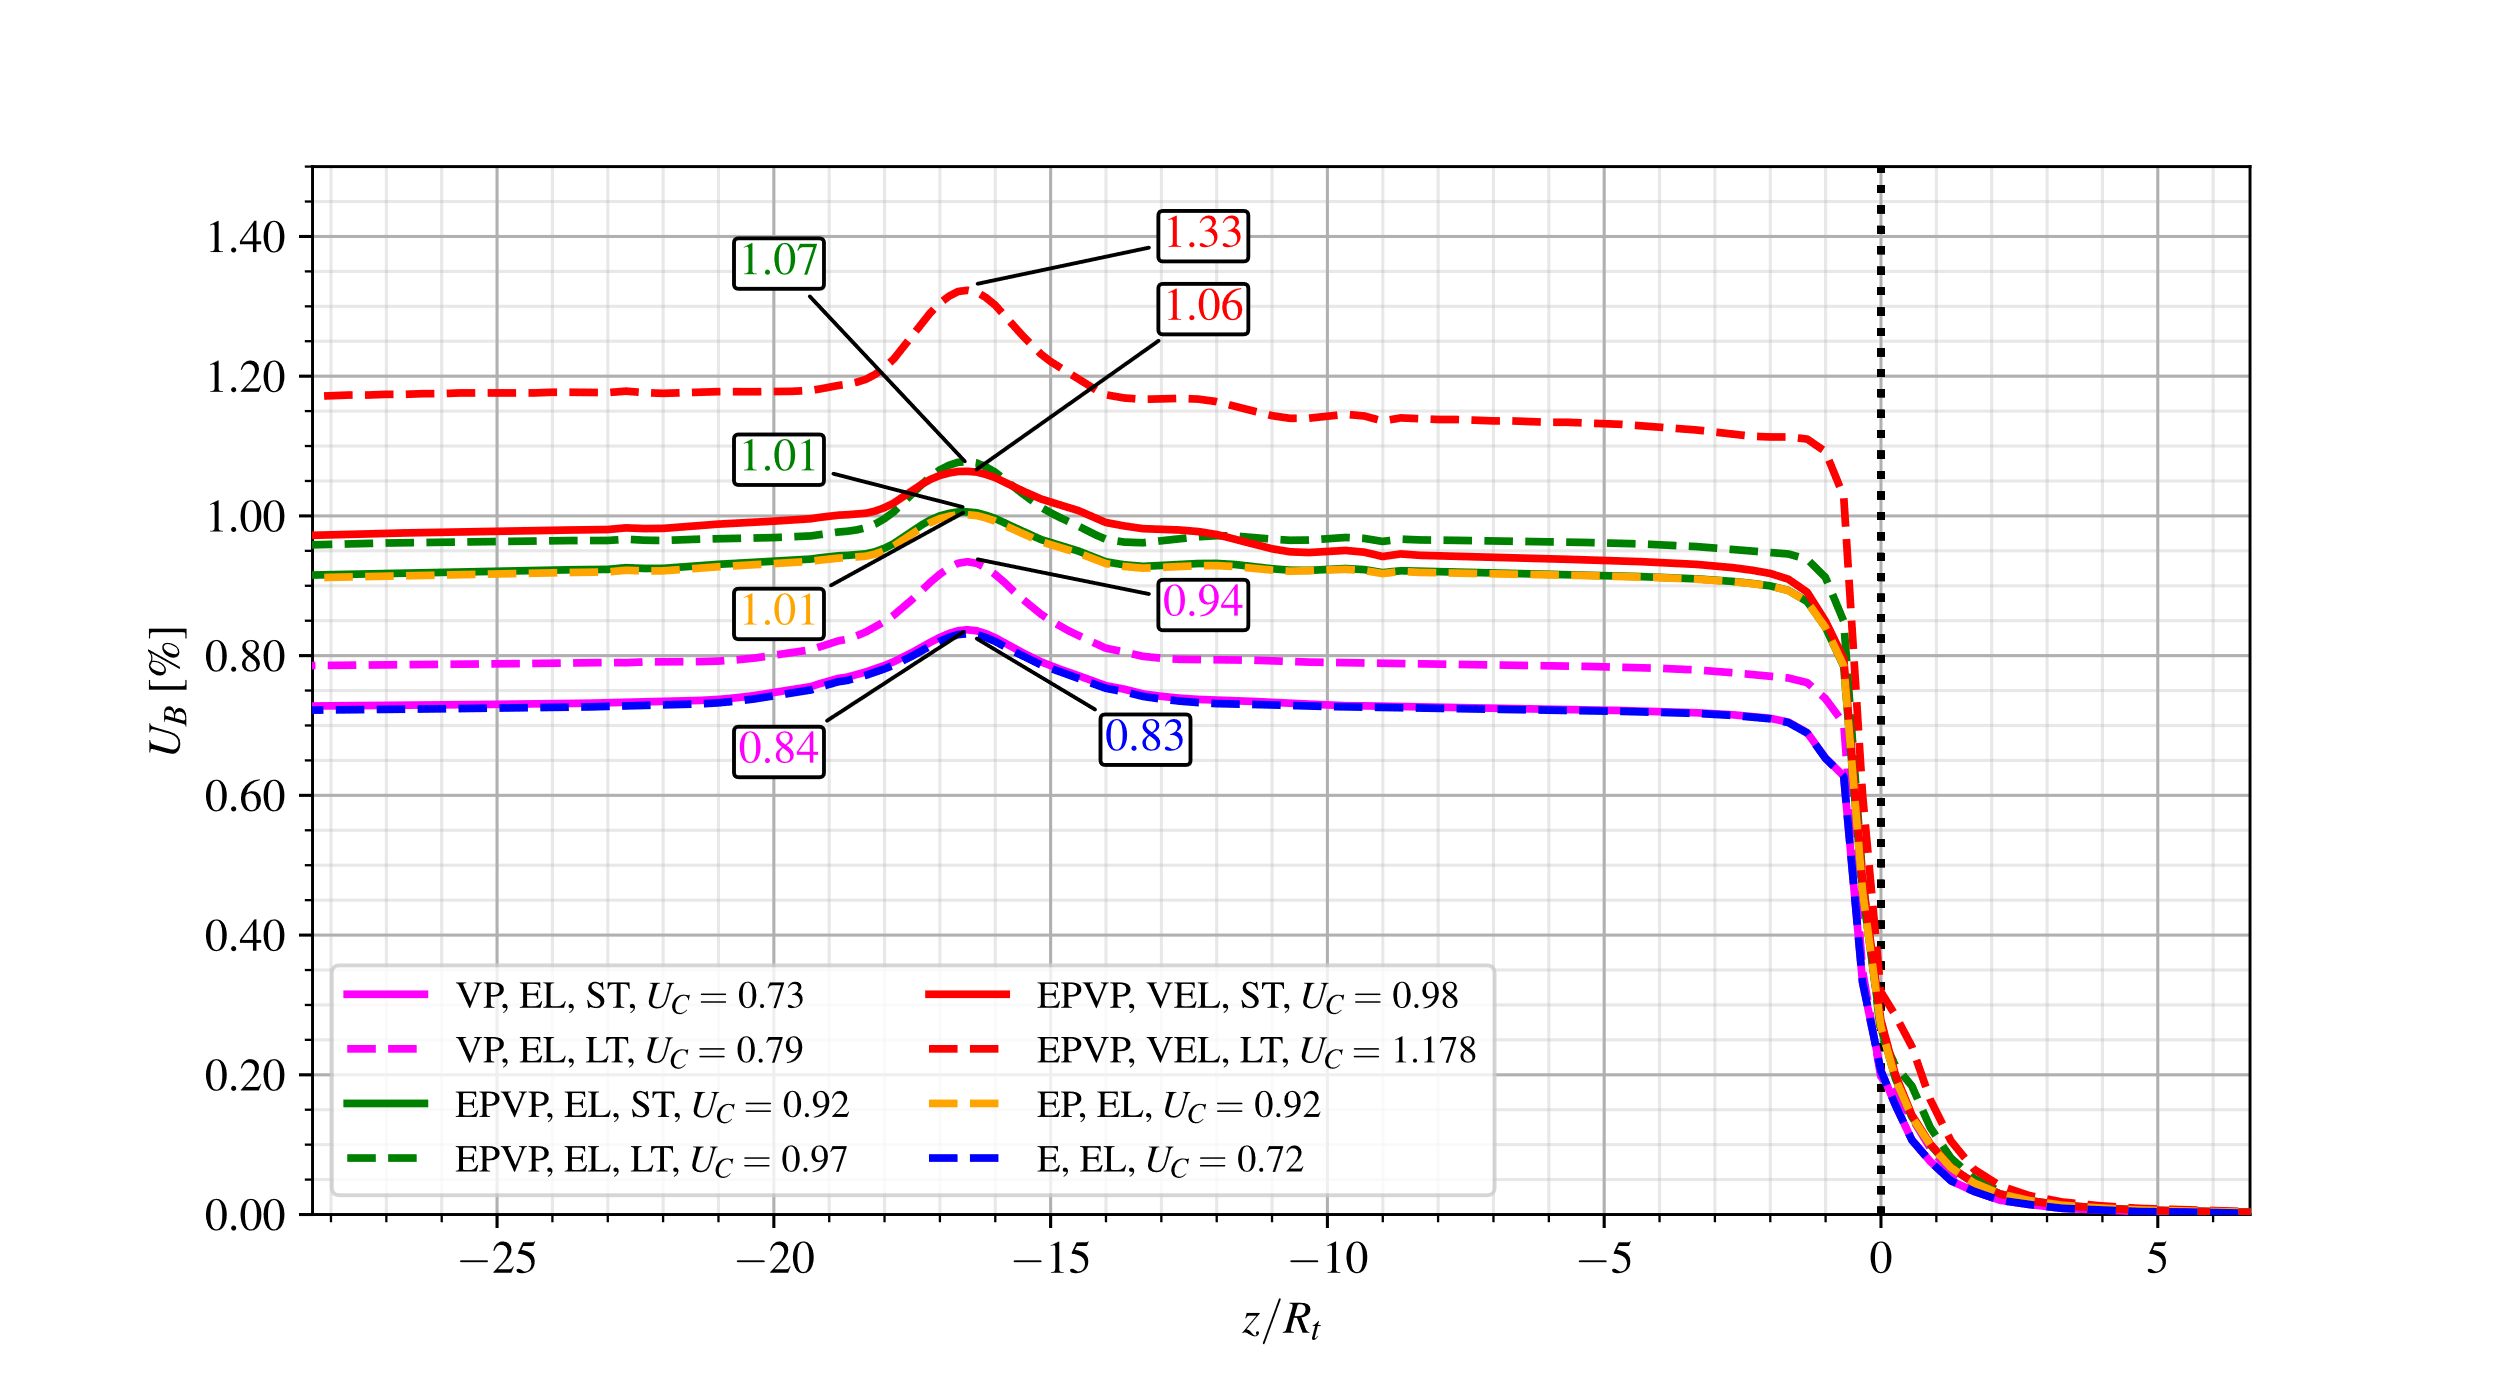 1.40
1.20
1.00
0.80
0.60
0.40
0.20
0.00
U_B [%]
1.07
1.33
1.06
1.01
1.01
0.94
0.84
0.83
VP, EL, ST, U_C = 0.73
VP, EL, LT, U_C = 0.79
EPVP, EL, ST, U_C = 0.92
EPVP, EL, LT, U_C = 0.97
EPVP, VEL, ST, U_C = 0.98
EPVP, VEL, LT, U_C = 1.178
EP, EL, U_C = 0.92
E, EL, U_C = 0.72
−25 −20 −15 −10 −5 0 5
z/R_t